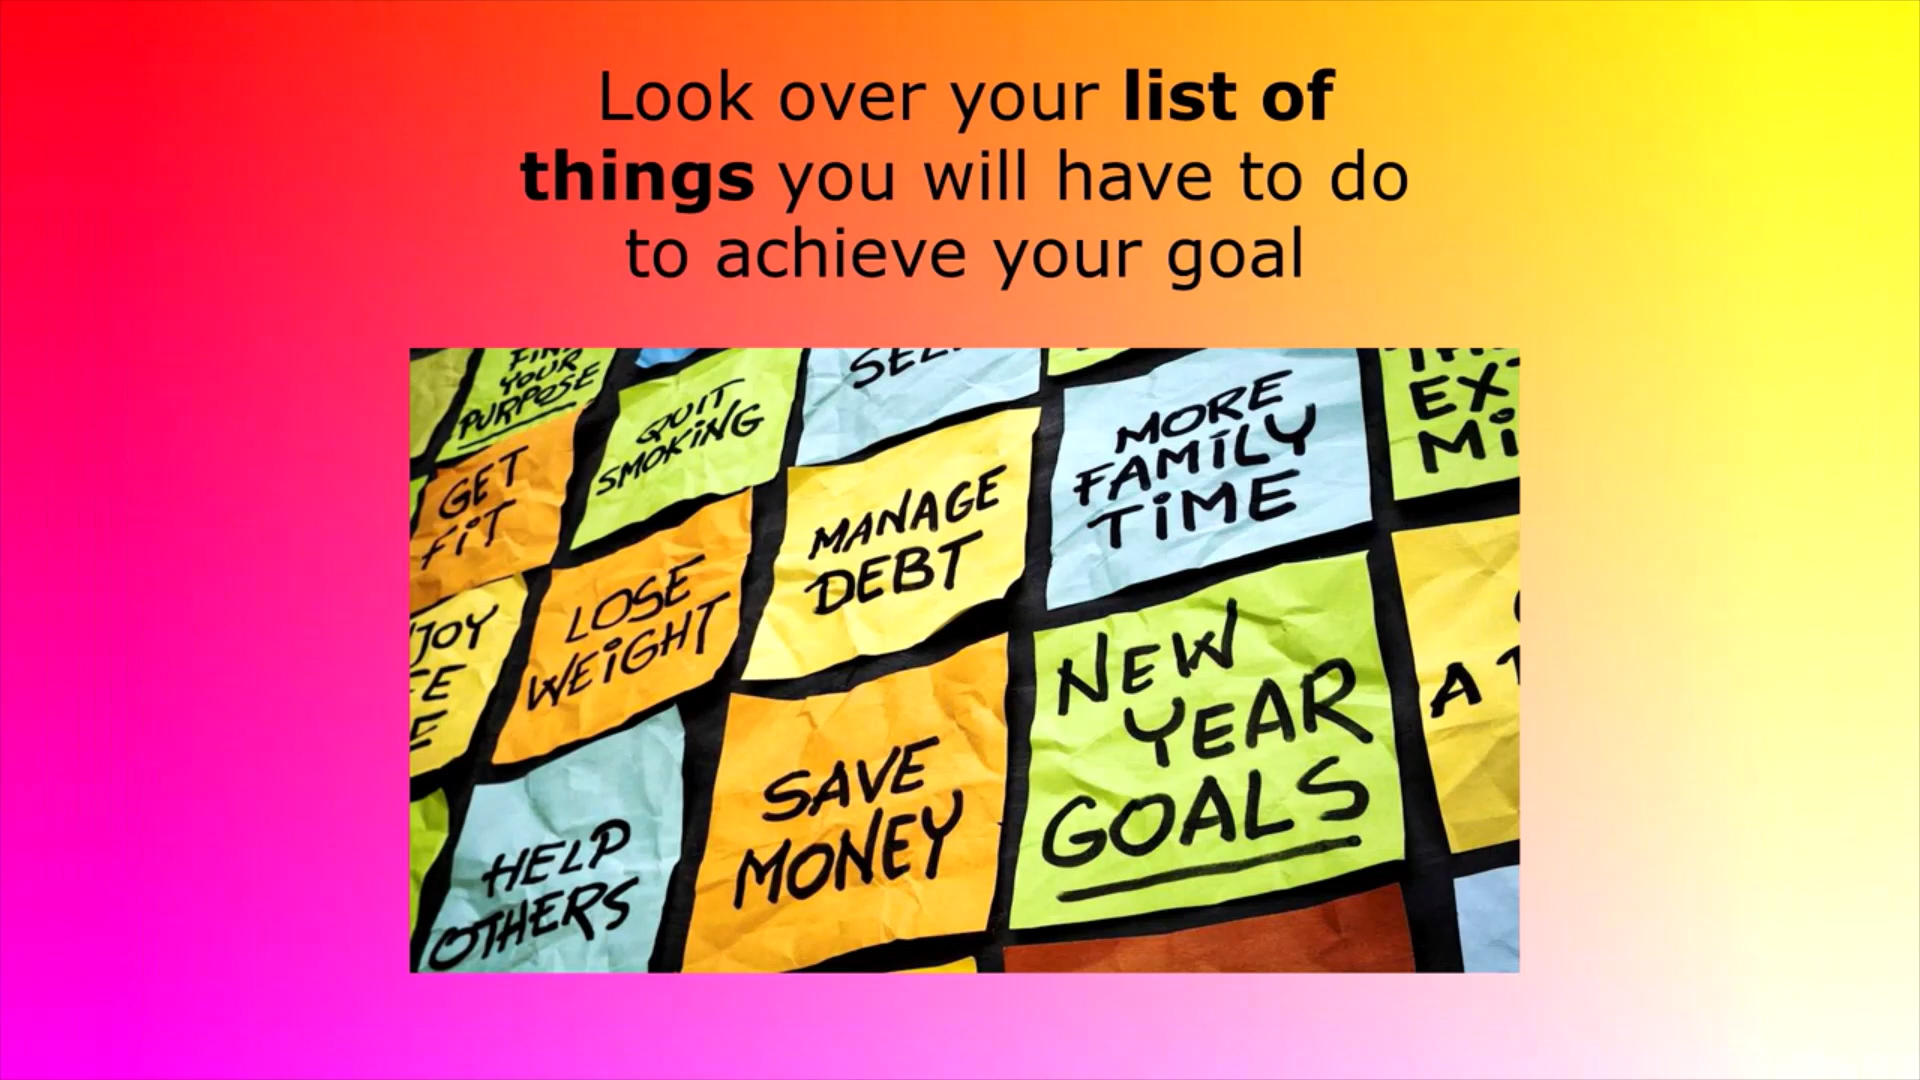 Look over your list of
things you will have to do
to achieve your goal
YOUR
PURPOSE
QUIT
SMOKiNG
MORE
FAMiLY
TiME
GET
FiT
MANAGE
DEBT
LOSE
WEiGHT
NEW
YEAR
GOALS
SAVE
MONEY
HELP
OTHERS